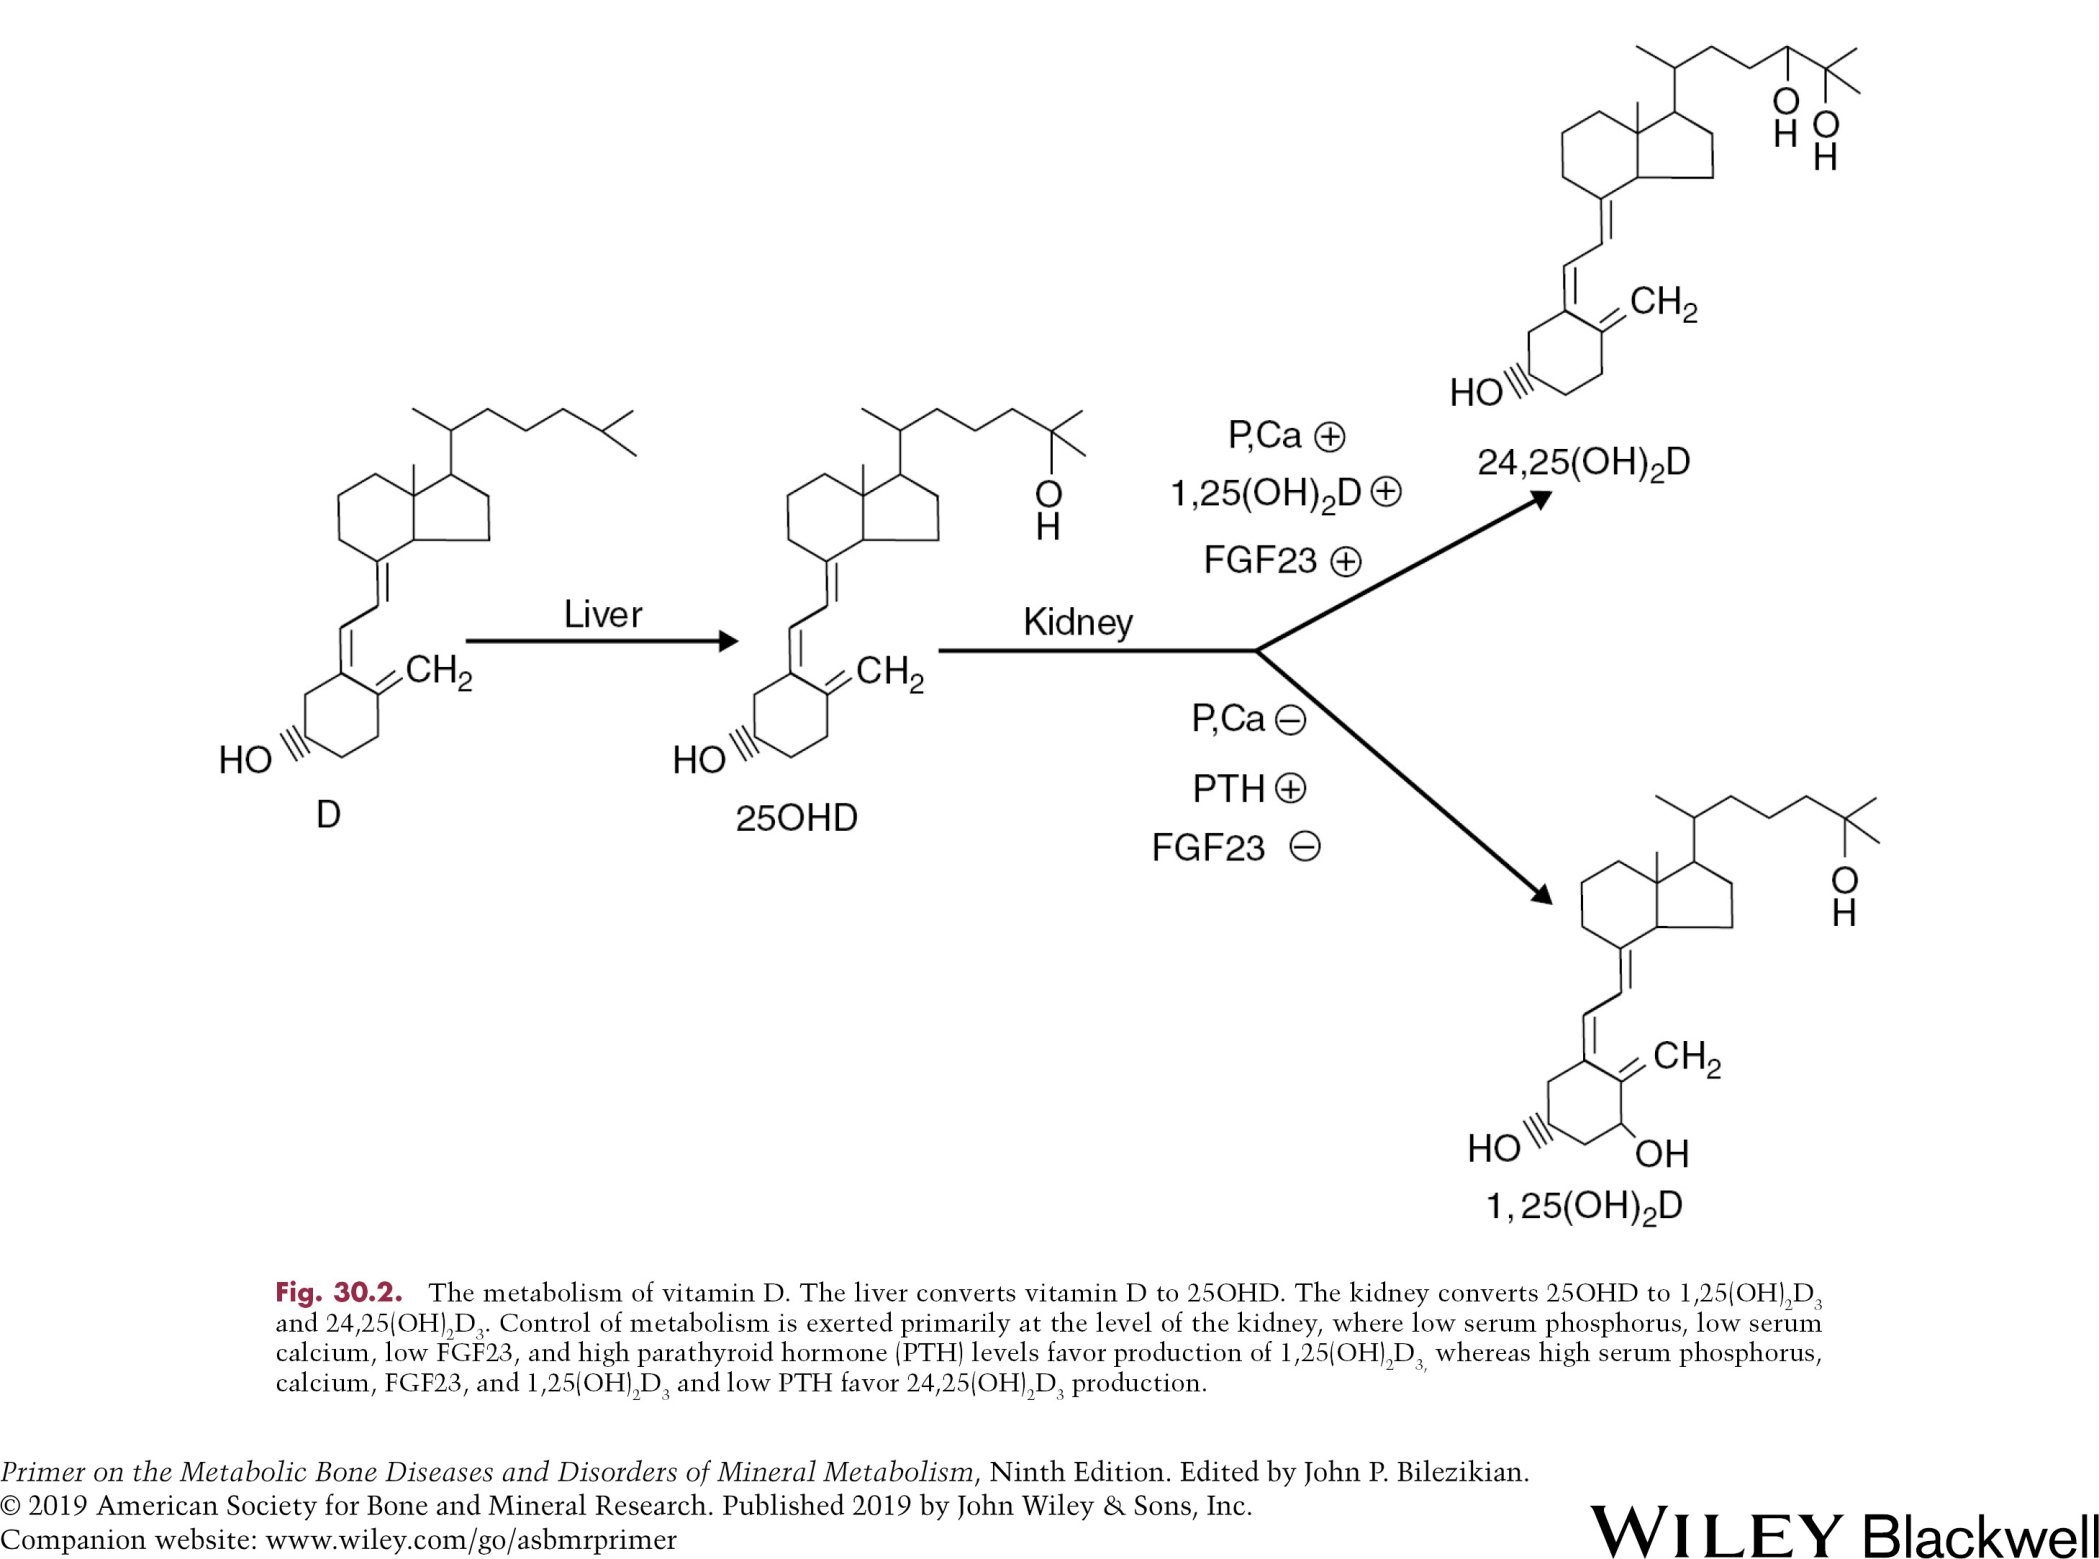 O
H
O
H
CH₂
HO
24,25(OH)₂D
P,Ca ⊕
1,25(OH)₂D ⊕
FGF23 ⊕
Liver
CH₂
HO
D
O
H
CH₂
HO
25OHD
Kidney
P,Ca ⊖
PTH ⊕
FGF23 ⊖
O
H
CH₂
HO
OH
1,25(OH)₂D
Fig. 30.2. The metabolism of vitamin D. The liver converts vitamin D to 25OHD. The kidney converts 25OHD to 1,25(OH)₂D₃
and 24,25(OH)₂D₃. Control of metabolism is exerted primarily at the level of the kidney, where low serum phosphorus, low serum
calcium, low FGF23, and high parathyroid hormone (PTH) levels favor production of 1,25(OH)₂D₃, whereas high serum phosphorus,
calcium, FGF23, and 1,25(OH)₂D₃ and low PTH favor 24,25(OH)₂D₃ production.
Primer on the Metabolic Bone Diseases and Disorders of Mineral Metabolism, Ninth Edition. Edited by John P. Bilezikian.
© 2019 American Society for Bone and Mineral Research. Published 2019 by John Wiley & Sons, Inc.
Companion website: www.wiley.com/go/asbmrprimer
WILEY Blackwell